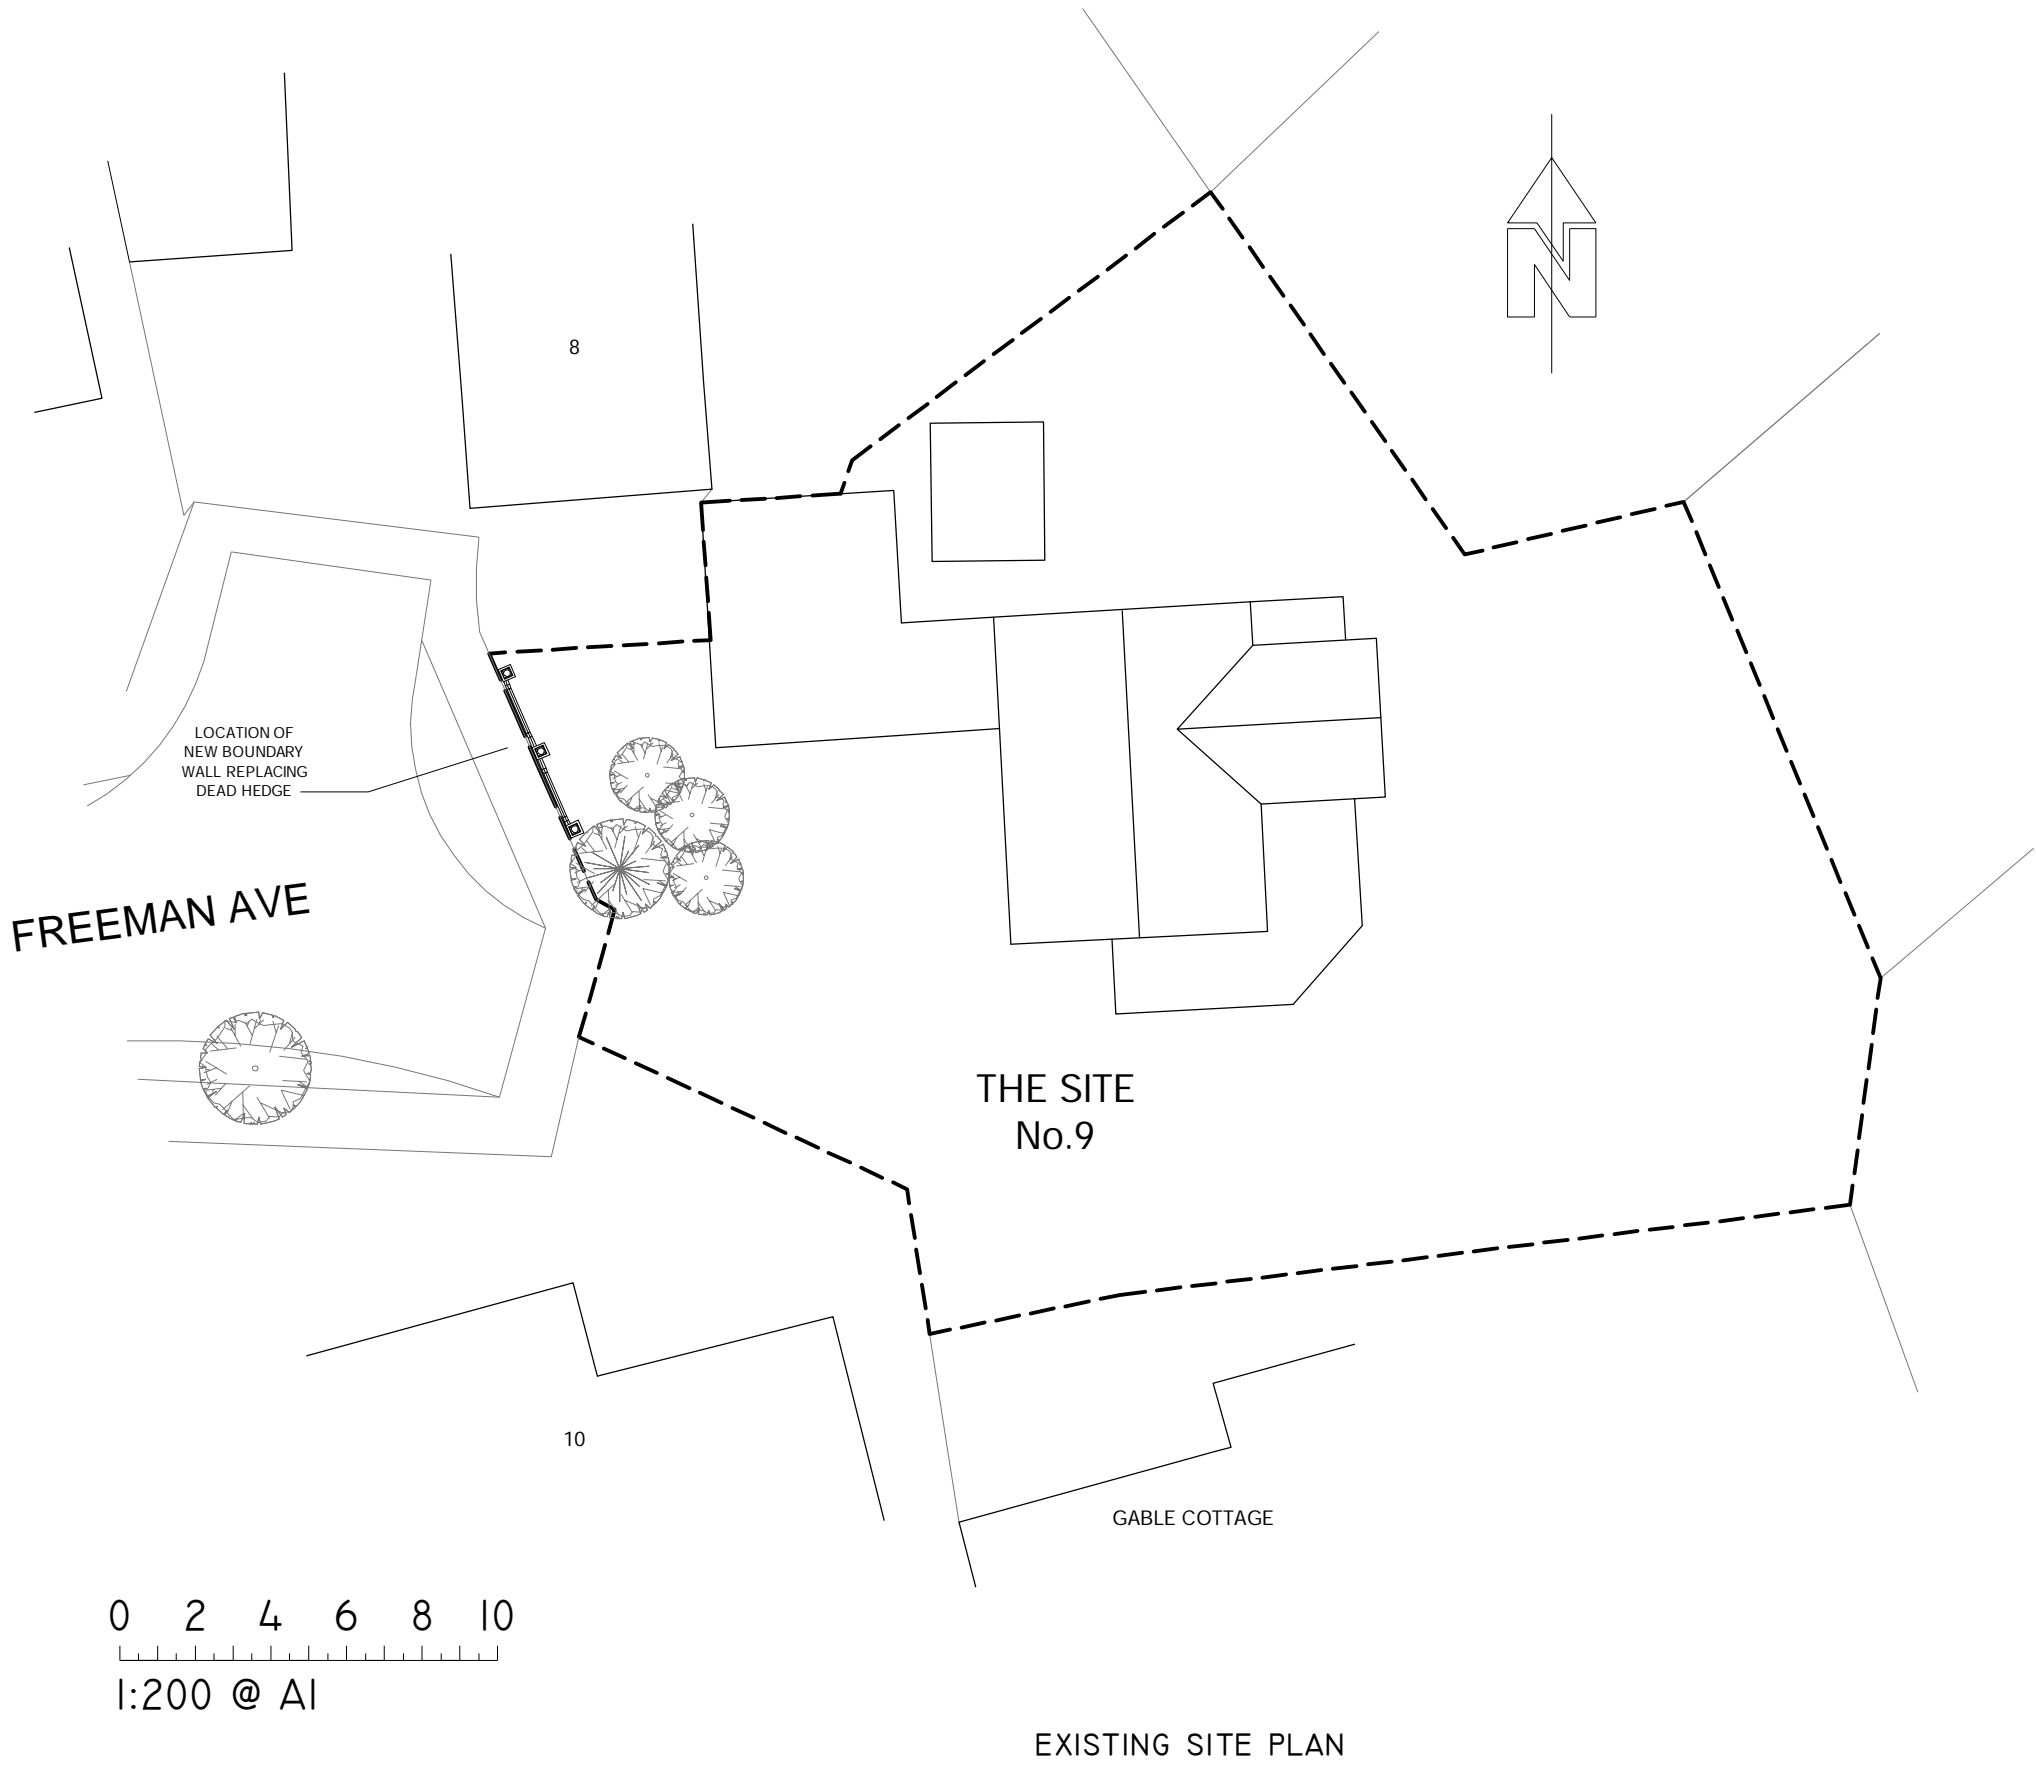 N
8
LOCATION OF
NEW BOUNDARY
WALL REPLACING
DEAD HEDGE
FREEMAN AVE
THE SITE
No.9
10
GABLE COTTAGE
0 2 4 6 8 10
1:200 @ A1
EXISTING SITE PLAN